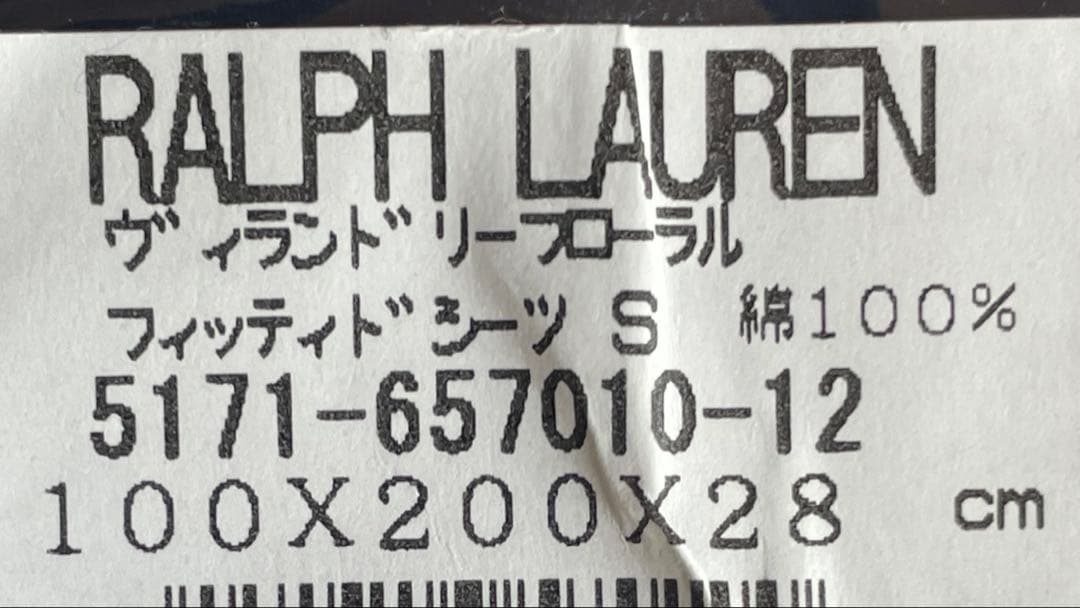 RALPH LAUREN
ヴィランドリーフローラル
フィッティドシーツ S 綿100%
5171-657010-12
100X200X28 cm